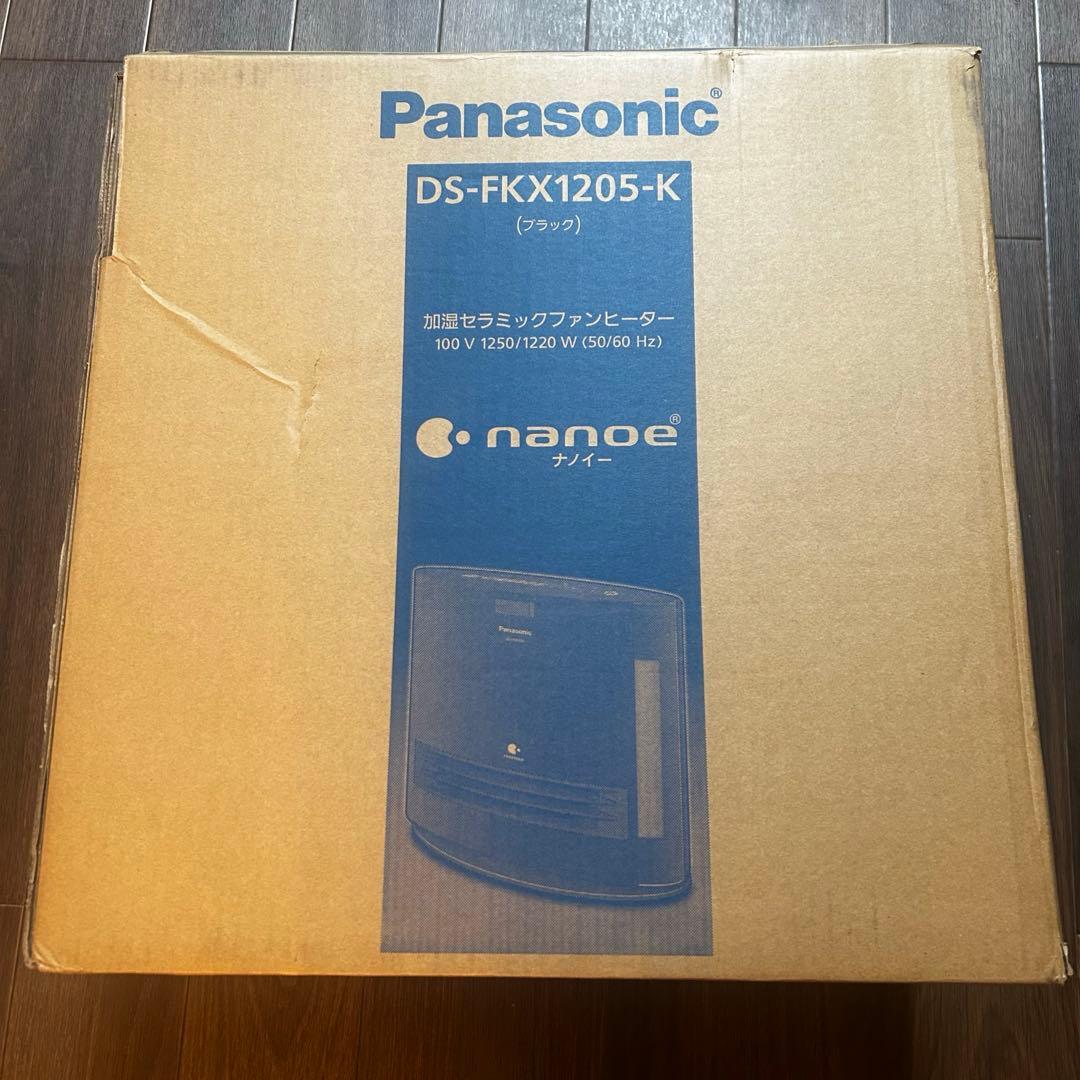 Panasonic®
DS-FKX1205-K
(ブラック)
加湿セラミックファンヒーター
100 V 1250/1220 W (50/60 Hz)
nanoe®
ナノイー
Panasonic